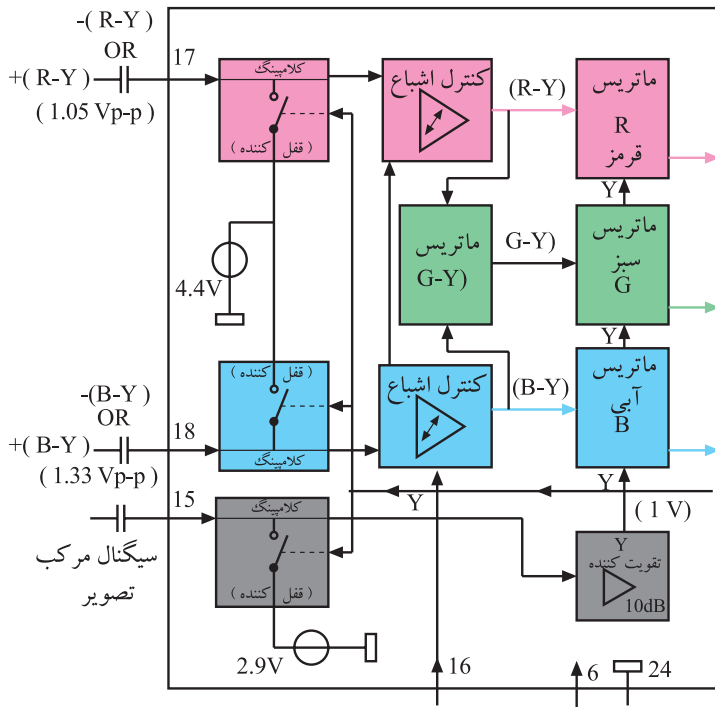 -( R-Y )
OR
+( R-Y )
( 1.05 Vp-p )
17
کلامپینگ
( قفل کننده )
4.4V
کنترل اشباع
(R-Y)
ماتریس
R
قرمز
Y
ماتریس
G-Y)
G-Y)
ماتریس
سبز
G
Y
-(B-Y )
OR
+( B-Y )
(1.33 Vp-p )
18
( قفل کننده )
کلامپینگ
کنترل اشباع
(B-Y)
ماتریس
آبی
B
Y
Y
( 1 V)
15
سیگنال مرکب
تصویر
کلامپینگ
( قفل کننده )
2.9V
Y
تقویت کننده
10dB
16
6
24